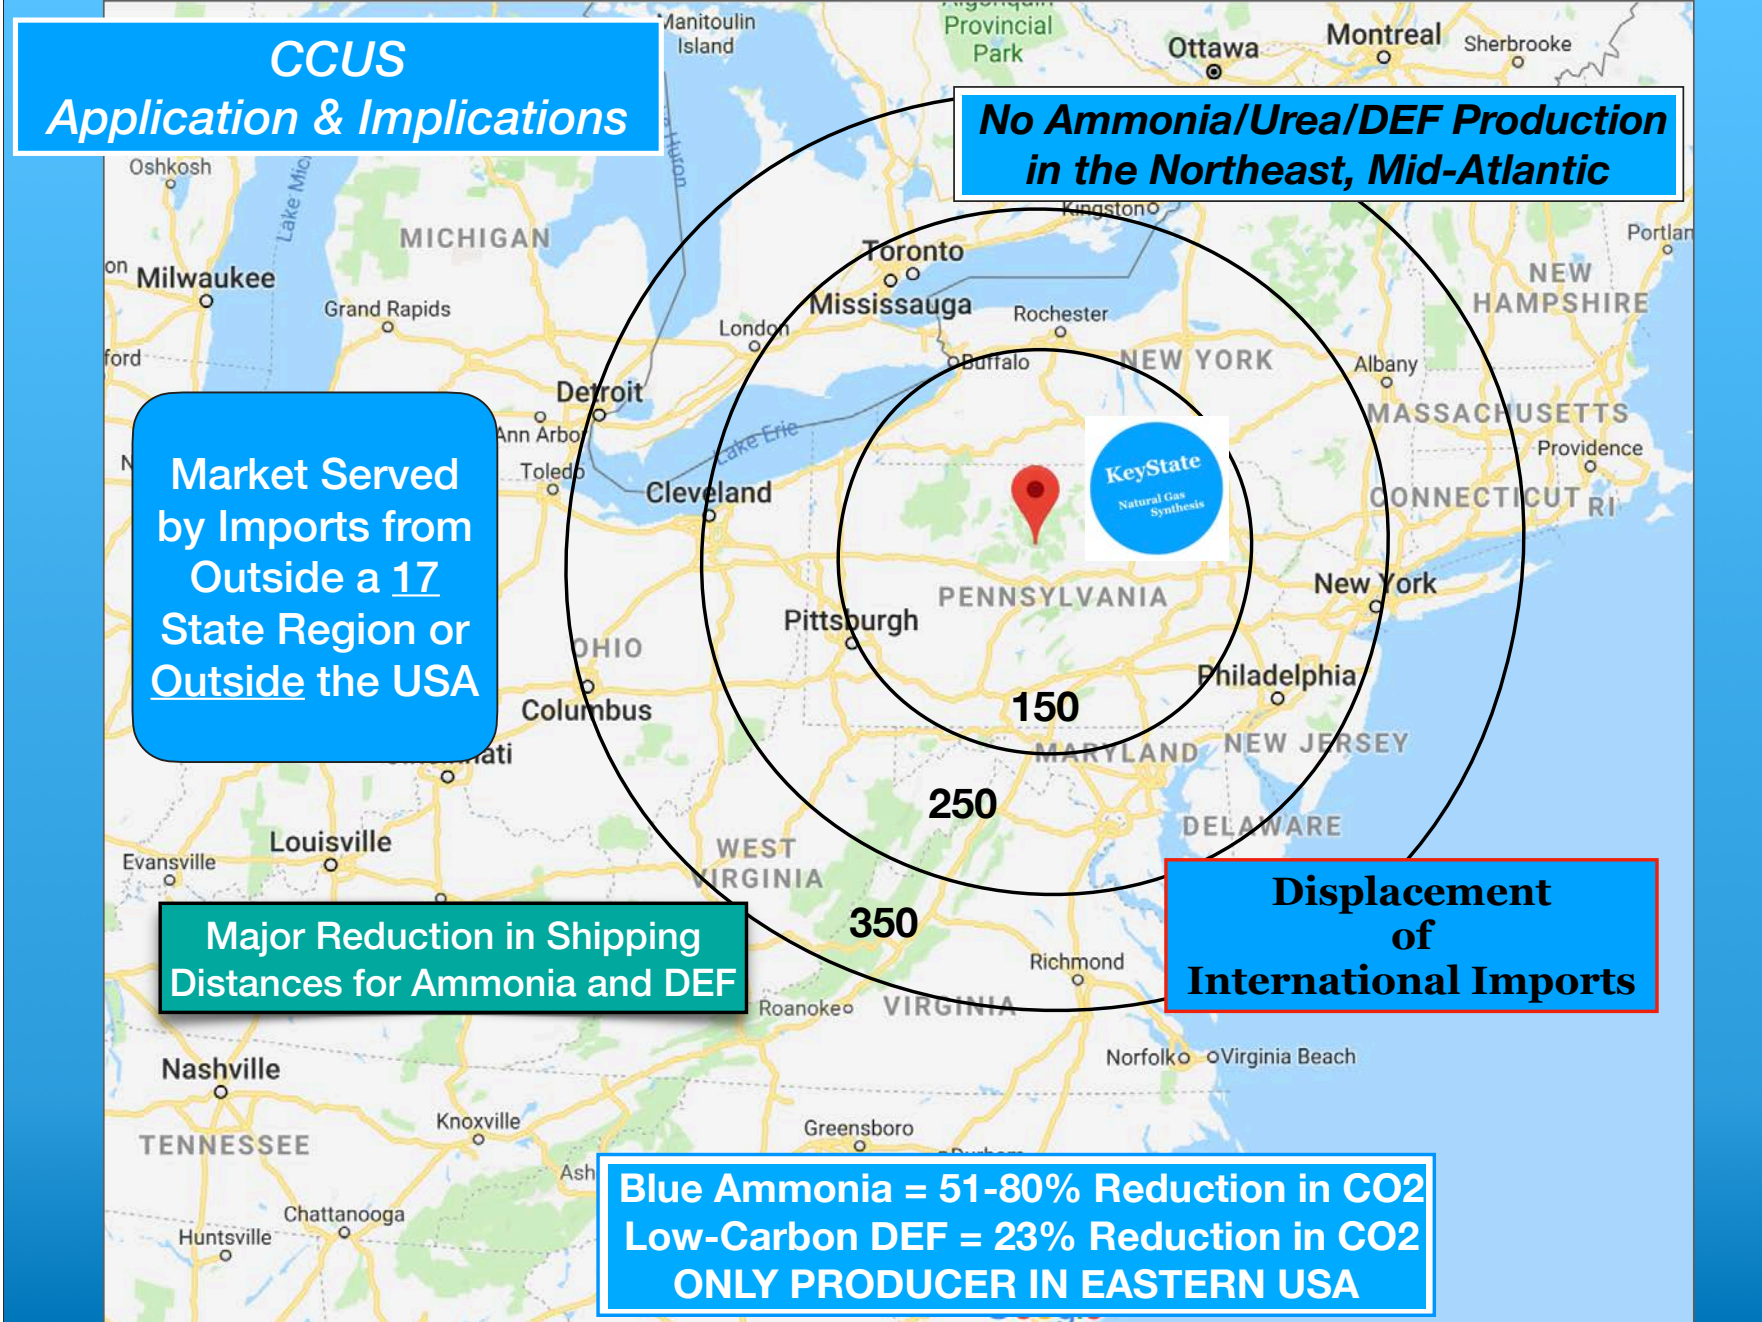 CCUS
Application & Implications
No Ammonia/Urea/DEF Production
in the Northeast, Mid-Atlantic
Manitoulin
Island
Provincial
Park
Ottawa
Montreal
Sherbrooke
Oshkosh
Huron
Kingston
MICHIGAN
Toronto
Milwaukee
Mississauga
Grand Rapids
London
Rochester
NEW
HAMPSHIRE
Buffalo
NEW YORK
Albany
Detroit
MASSACHUSETTS
Lake Erie
Providence
Toledo
Cleveland
CONNECTICUT
RI
KeyState
Natural Gas
Synthesis
Market Served
by Imports from
Outside a 17
State Region or
Outside the USA
PENNSYLVANIA
New York
Pittsburgh
OHIO
Philadelphia
Columbus
150
MARYLAND
NEW JERSEY
250
DELAWARE
Louisville
Evansville
WEST
VIRGINIA
350
Displacement
of
International Imports
Major Reduction in Shipping
Distances for Ammonia and DEF
Richmond
Roanoke
VIRGINIA
Norfolk
Virginia Beach
Nashville
Knoxville
Greensboro
TENNESSEE
Chattanooga
Huntsville
Blue Ammonia = 51-80% Reduction in CO2
Low-Carbon DEF = 23% Reduction in CO2
ONLY PRODUCER IN EASTERN USA